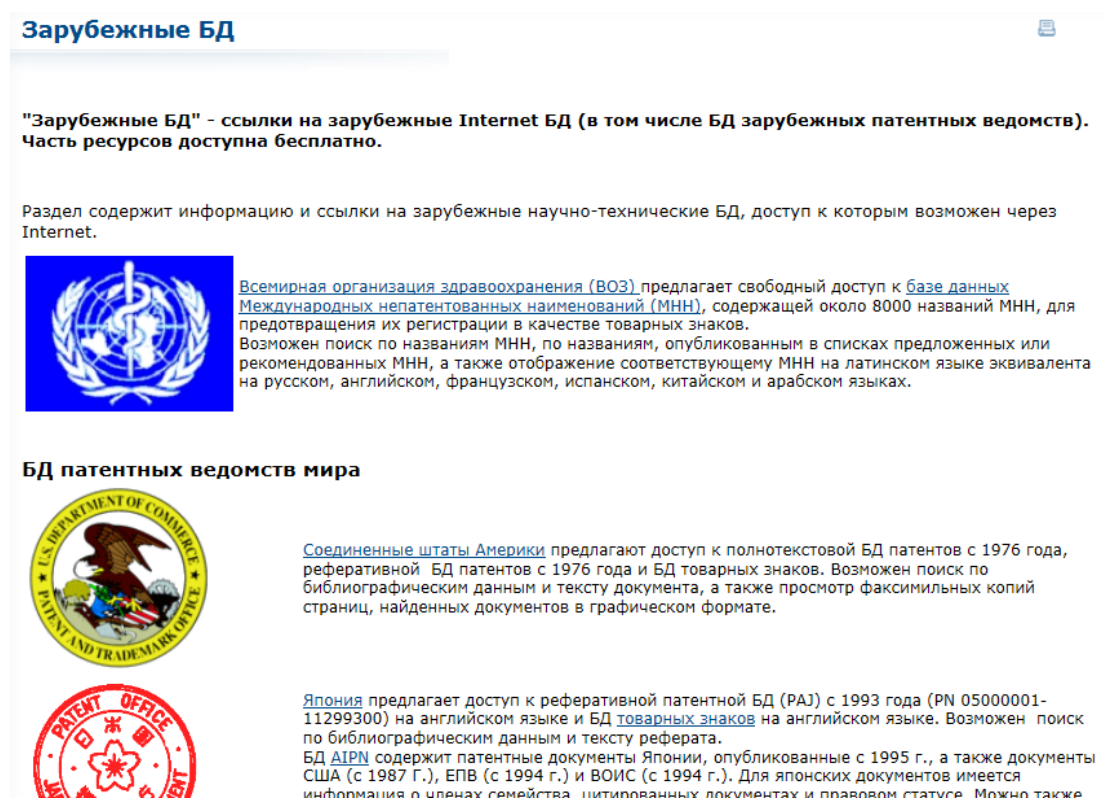 Зарубежные БД
"Зарубежные БД" - ссылки на зарубежные Internet БД (в том числе БД зарубежных патентных ведомств).
Часть ресурсов доступна бесплатно.
Раздел содержит информацию и ссылки на зарубежные научно-технические БД, доступ к которым возможен через
Internet.
Всемирная организация здравоохранения (ВОЗ) предлагает свободный доступ к базе данных
Международных непатентованных наименований (МНН), содержащей около 8000 названий МНН, для
предотвращения их регистрации в качестве товарных знаков.
Возможен поиск по названиям МНН, по названиям, опубликованным в списках предложенных или
рекомендованных МНН, а также отображение соответствующему МНН на латинском языке эквивалента
на русском, английском, французском, испанском, китайском и арабском языках.
БД патентных ведомств мира
U.S. DEPARTMENT OF COMMERCE
PATENT AND TRADEMARK OFFICE
Соединенные штаты Америки предлагают доступ к полнотекстовой БД патентов с 1976 года,
реферативной БД патентов с 1976 года и БД товарных знаков. Возможен поиск по
библиографическим данным и тексту документа, а также просмотр факсимильных копий
страниц, найденных документов в графическом формате.
PATENT OFFICE
Япония предлагает доступ к реферативной патентной БД (PAJ) с 1993 года (PN 05000001-
11299300) на английском языке и БД товарных знаков на английском языке. Возможен поиск
по библиографическим данным и тексту реферата.
БД AIPN содержит патентные документы Японии, опубликованные с 1995 г., а также документы
США (с 1987 Г.), ЕПВ (с 1994 г.) и ВОИС (с 1994 г.). Для японских документов имеется
информация о членах семейства, цитированных документах и правовом статусе. Можно также